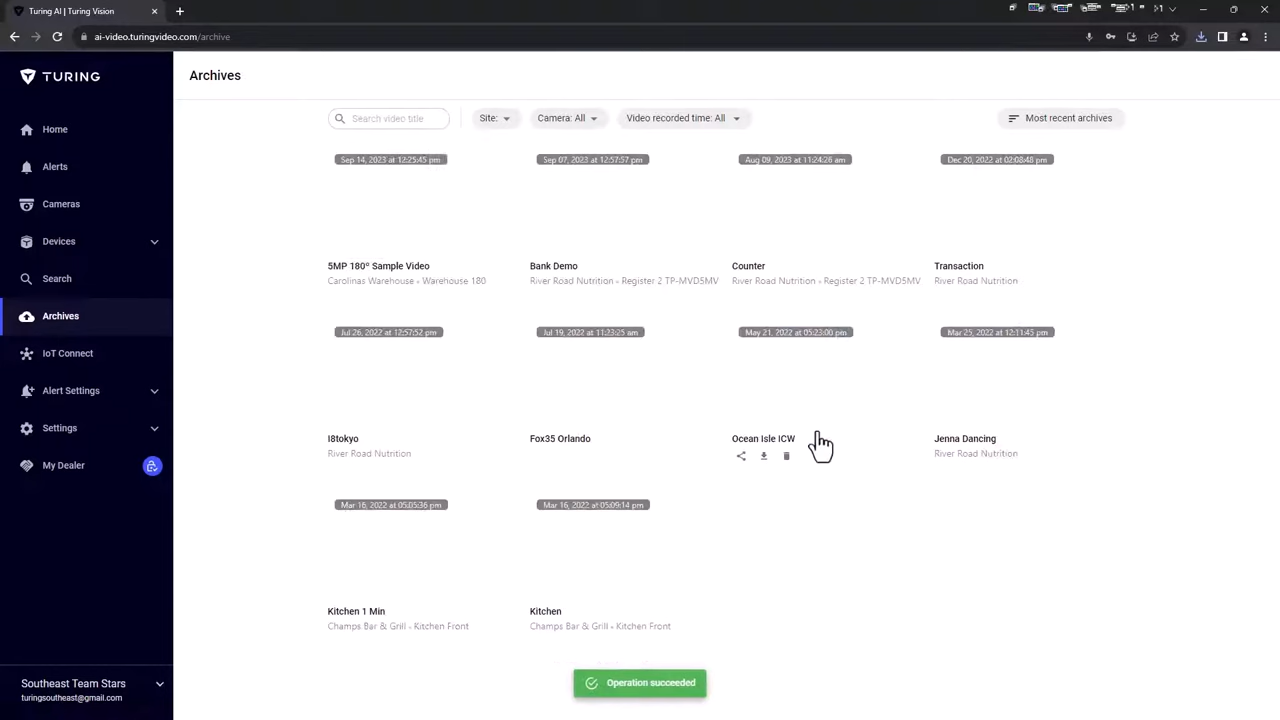 Turing AI | Turing Vision
ai-video.turingvideo.com/archive
TURING
Archives
Search video title
Site:
Camera: All
Video recorded time: All
Most recent archives
Home
Alerts
Cameras
Devices
Search
Archives
IoT Connect
Alert Settings
Settings
My Dealer
Sep 14, 2023 at 12:25:45 pm
Sep 07, 2023 at 12:57:57 pm
Aug 09, 2023 at 11:24:26 am
Dec 20, 2022 at 02:08:48 pm
5MP 180º Sample Video
Bank Demo
Counter
Transaction
Carolinas Warehouse - Warehouse 180
River Road Nutrition - Register 2 TP-MVD5MV
River Road Nutrition - Register 2 TP-MVD5MV
River Road Nutrition
Jul 26, 2022 at 12:57:52 pm
Jul 19, 2022 at 11:23:25 am
May 21, 2022 at 05:23:00 pm
Mar 25, 2022 at 12:11:45 pm
I8tokyo
Fox35 Orlando
Ocean Isle ICW
Jenna Dancing
River Road Nutrition
River Road Nutrition
Mar 16, 2022 at 05:05:36 pm
Mar 16, 2022 at 05:09:14 pm
Kitchen 1 Min
Kitchen
Champs Bar & Grill - Kitchen Front
Champs Bar & Grill - Kitchen Front
Operation succeeded
Southeast Team Stars
turingsoutheast@gmail.com